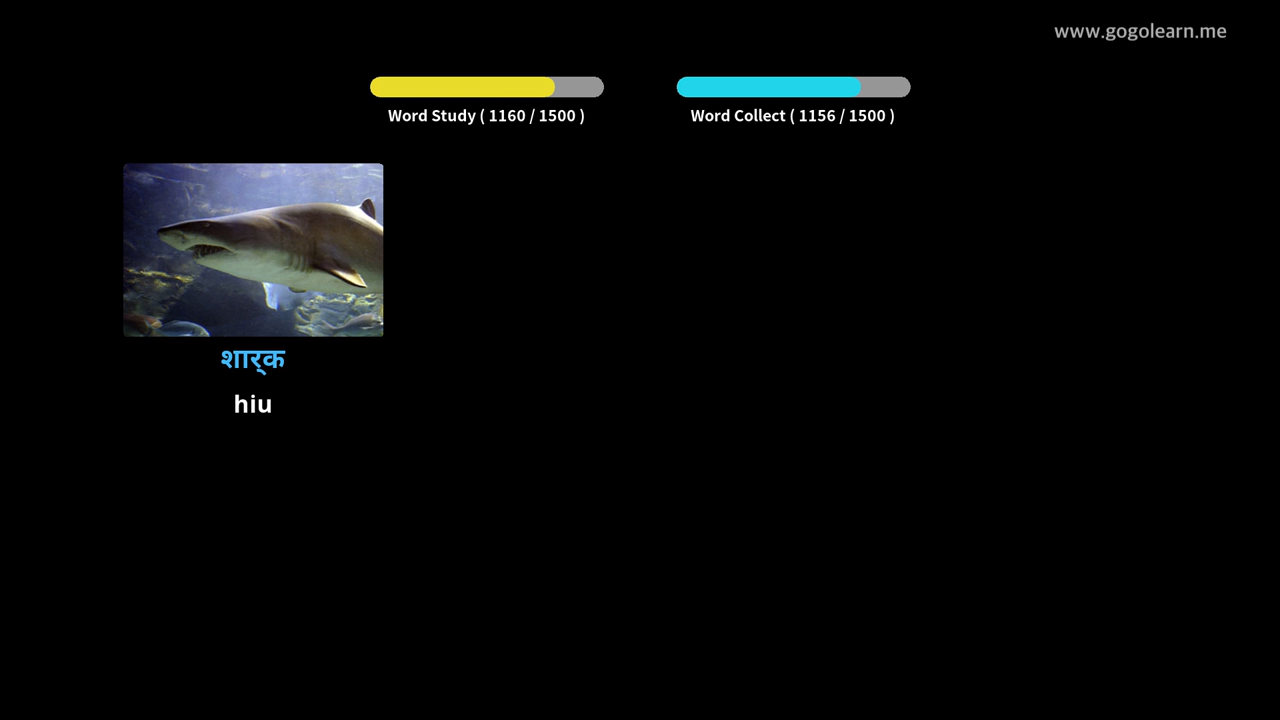 www.gogolearn.me
Word Study ( 1160 / 1500 )
Word Collect ( 1156 / 1500 )
शार्क
hiu